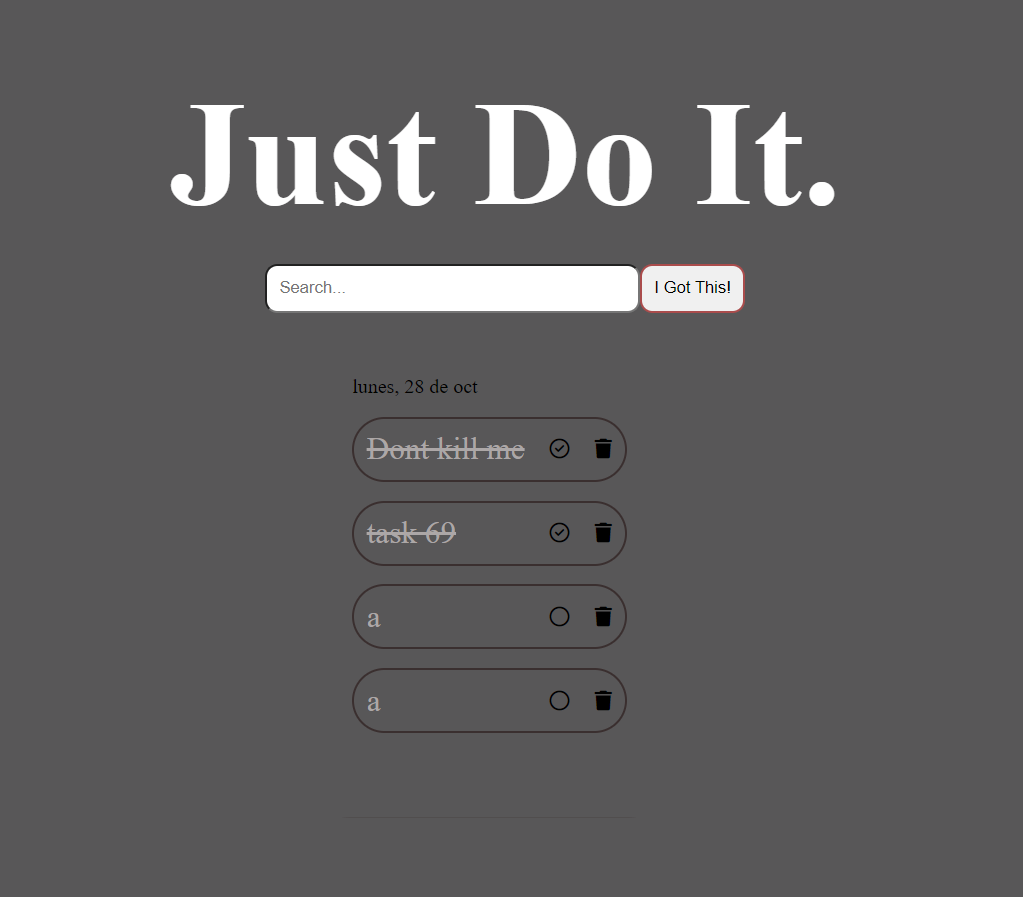 Just Do It.
Search...
I Got This!
lunes, 28 de oct
Dont kill me
task 69
a
a